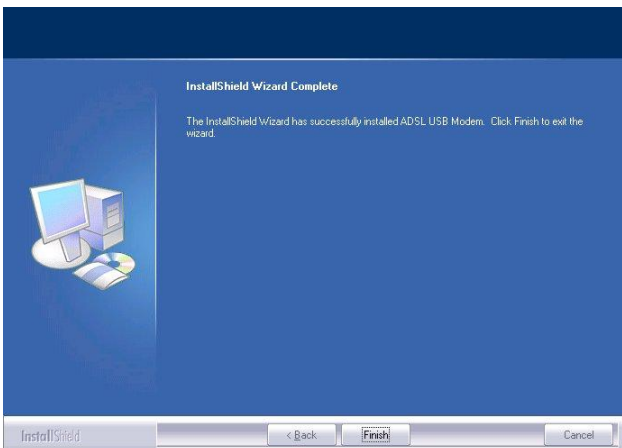 InstallShield Wizard Complete
The InstallShield Wizard has successfully installed ADSL USB Modem. Click Finish to exit the
wizard.
InstallShield
< Back
Finish
Cancel